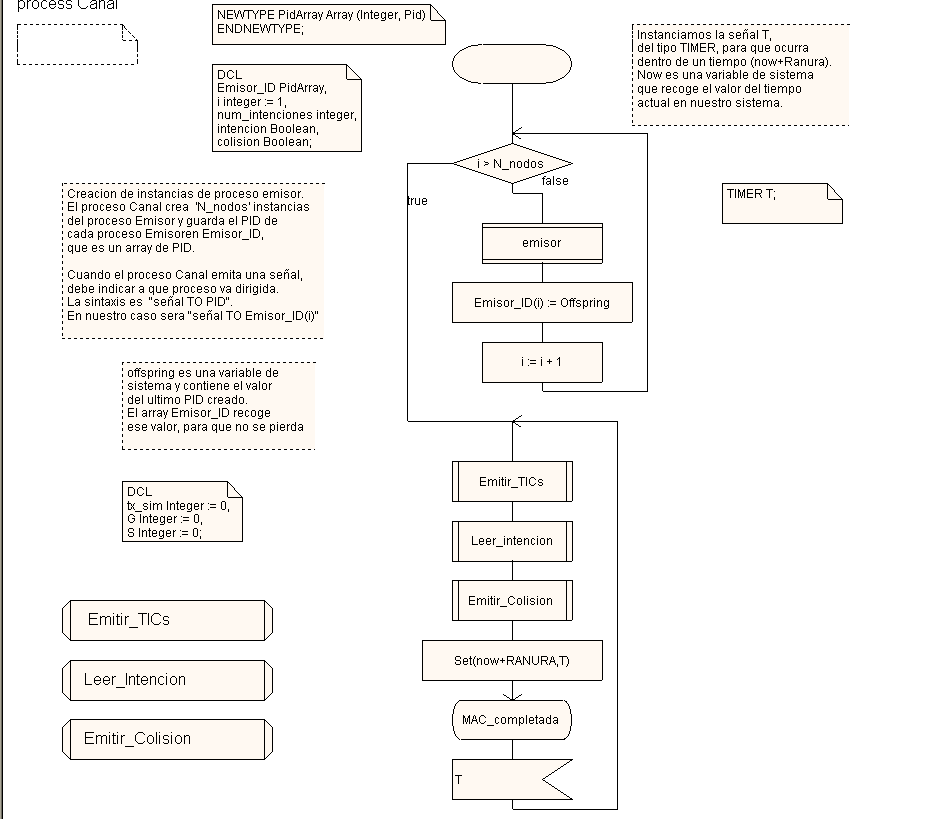 process Canal
NEWTYPE PidArray Array (Integer, Pid)
ENDNEWTYPE;
DCL
Emisor_ID PidArray,
i integer := 1,
num_intenciones integer,
intencion Boolean,
colision Boolean;
Instanciamos la señal T,
del tipo TIMER, para que ocurra
dentro de un tiempo (now+Ranura).
Now es una variable de sistema
que recoge el valor del tiempo
actual en nuestro sistema.
TIMER T;
Creacion de instancias de proceso emisor.
El proceso Canal crea 'N_nodos' instancias
del proceso Emisor y guarda el PID de
cada proceso Emisoren Emisor_ID,
que es un array de PID.
Cuando el proceso Canal emita una señal,
debe indicar a que proceso va dirigida.
La sintaxis es "señal TO PID".
En nuestro caso sera "señal TO Emisor_ID(i)"
offspring es una variable de
sistema y contiene el valor
del ultimo PID creado.
El array Emisor_ID recoge
ese valor, para que no se pierda
DCL
tx_sim Integer := 0,
G Integer := 0,
S Integer := 0;
Emitir_TICs
Leer_Intencion
Emitir_Colision
i > N_nodos
false
true
emisor
Emisor_ID(i) := Offspring
i := i + 1
Emitir_TICs
Leer_intencion
Emitir_Colision
Set(now+RANURA,T)
MAC_completada
T